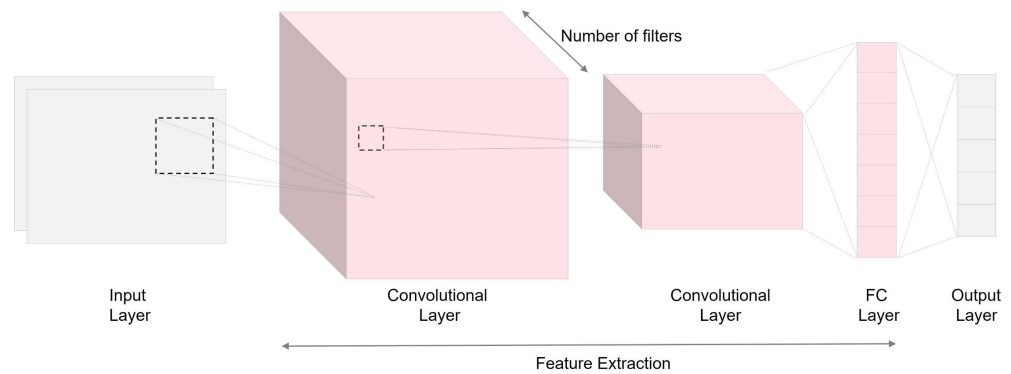 Number of filters
Input
Layer
Convolutional
Layer
Convolutional
Layer
FC
Layer
Output
Layer
Feature Extraction